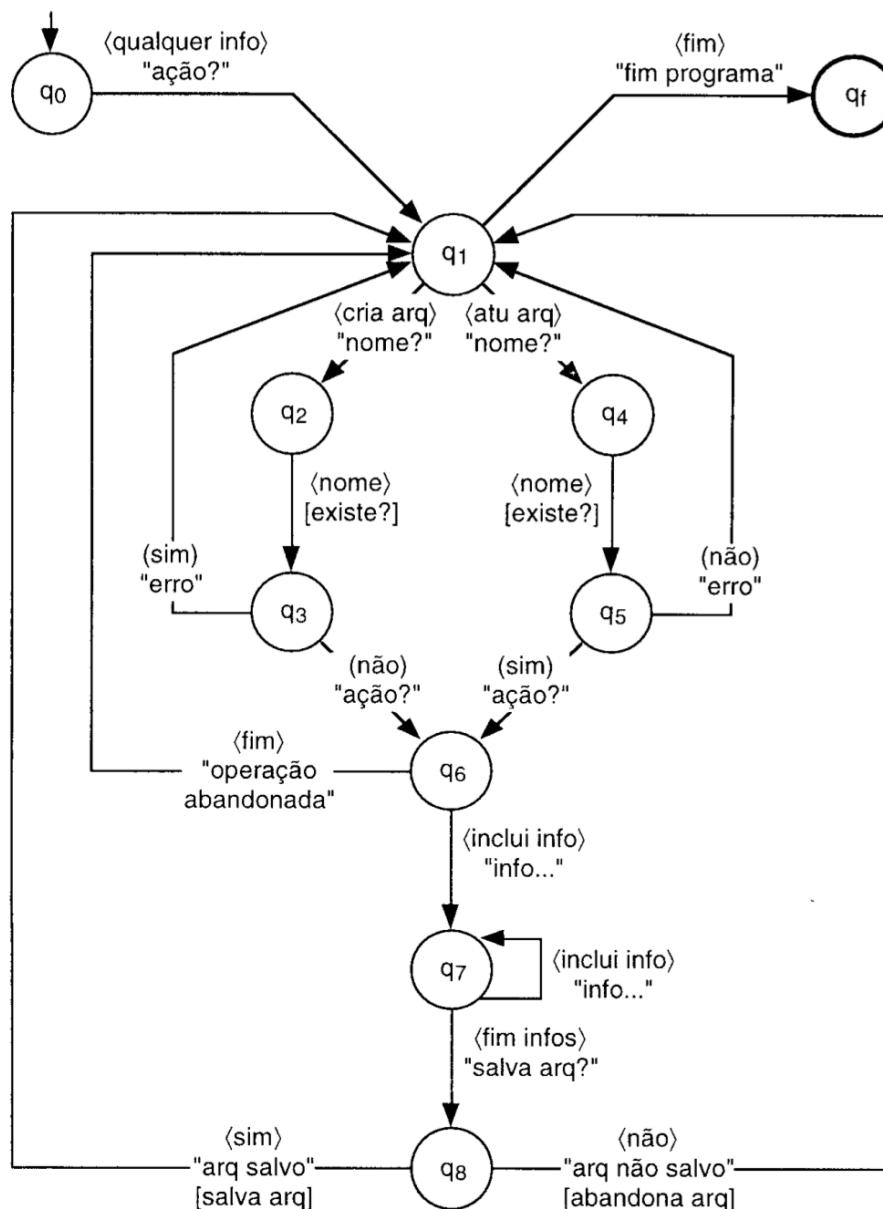 ⟨qualquer info⟩
"ação?"
q0
⟨fim⟩
"fim programa"
qf
q1
⟨cria arq⟩
"nome?"
⟨atu arq⟩
"nome?"
q2
q4
⟨nome⟩
[existe?]
⟨nome⟩
[existe?]
(sim)
"erro"
(não)
"erro"
q3
q5
(não)
"ação?"
(sim)
"ação?"
⟨fim⟩
"operação
abandonada"
q6
⟨inclui info⟩
"info..."
q7
⟨inclui info⟩
"info..."
⟨fim infos⟩
"salva arq?"
⟨sim⟩
"arq salvo"
[salva arq]
q8
⟨não⟩
"arq não salvo"
[abandona arq]